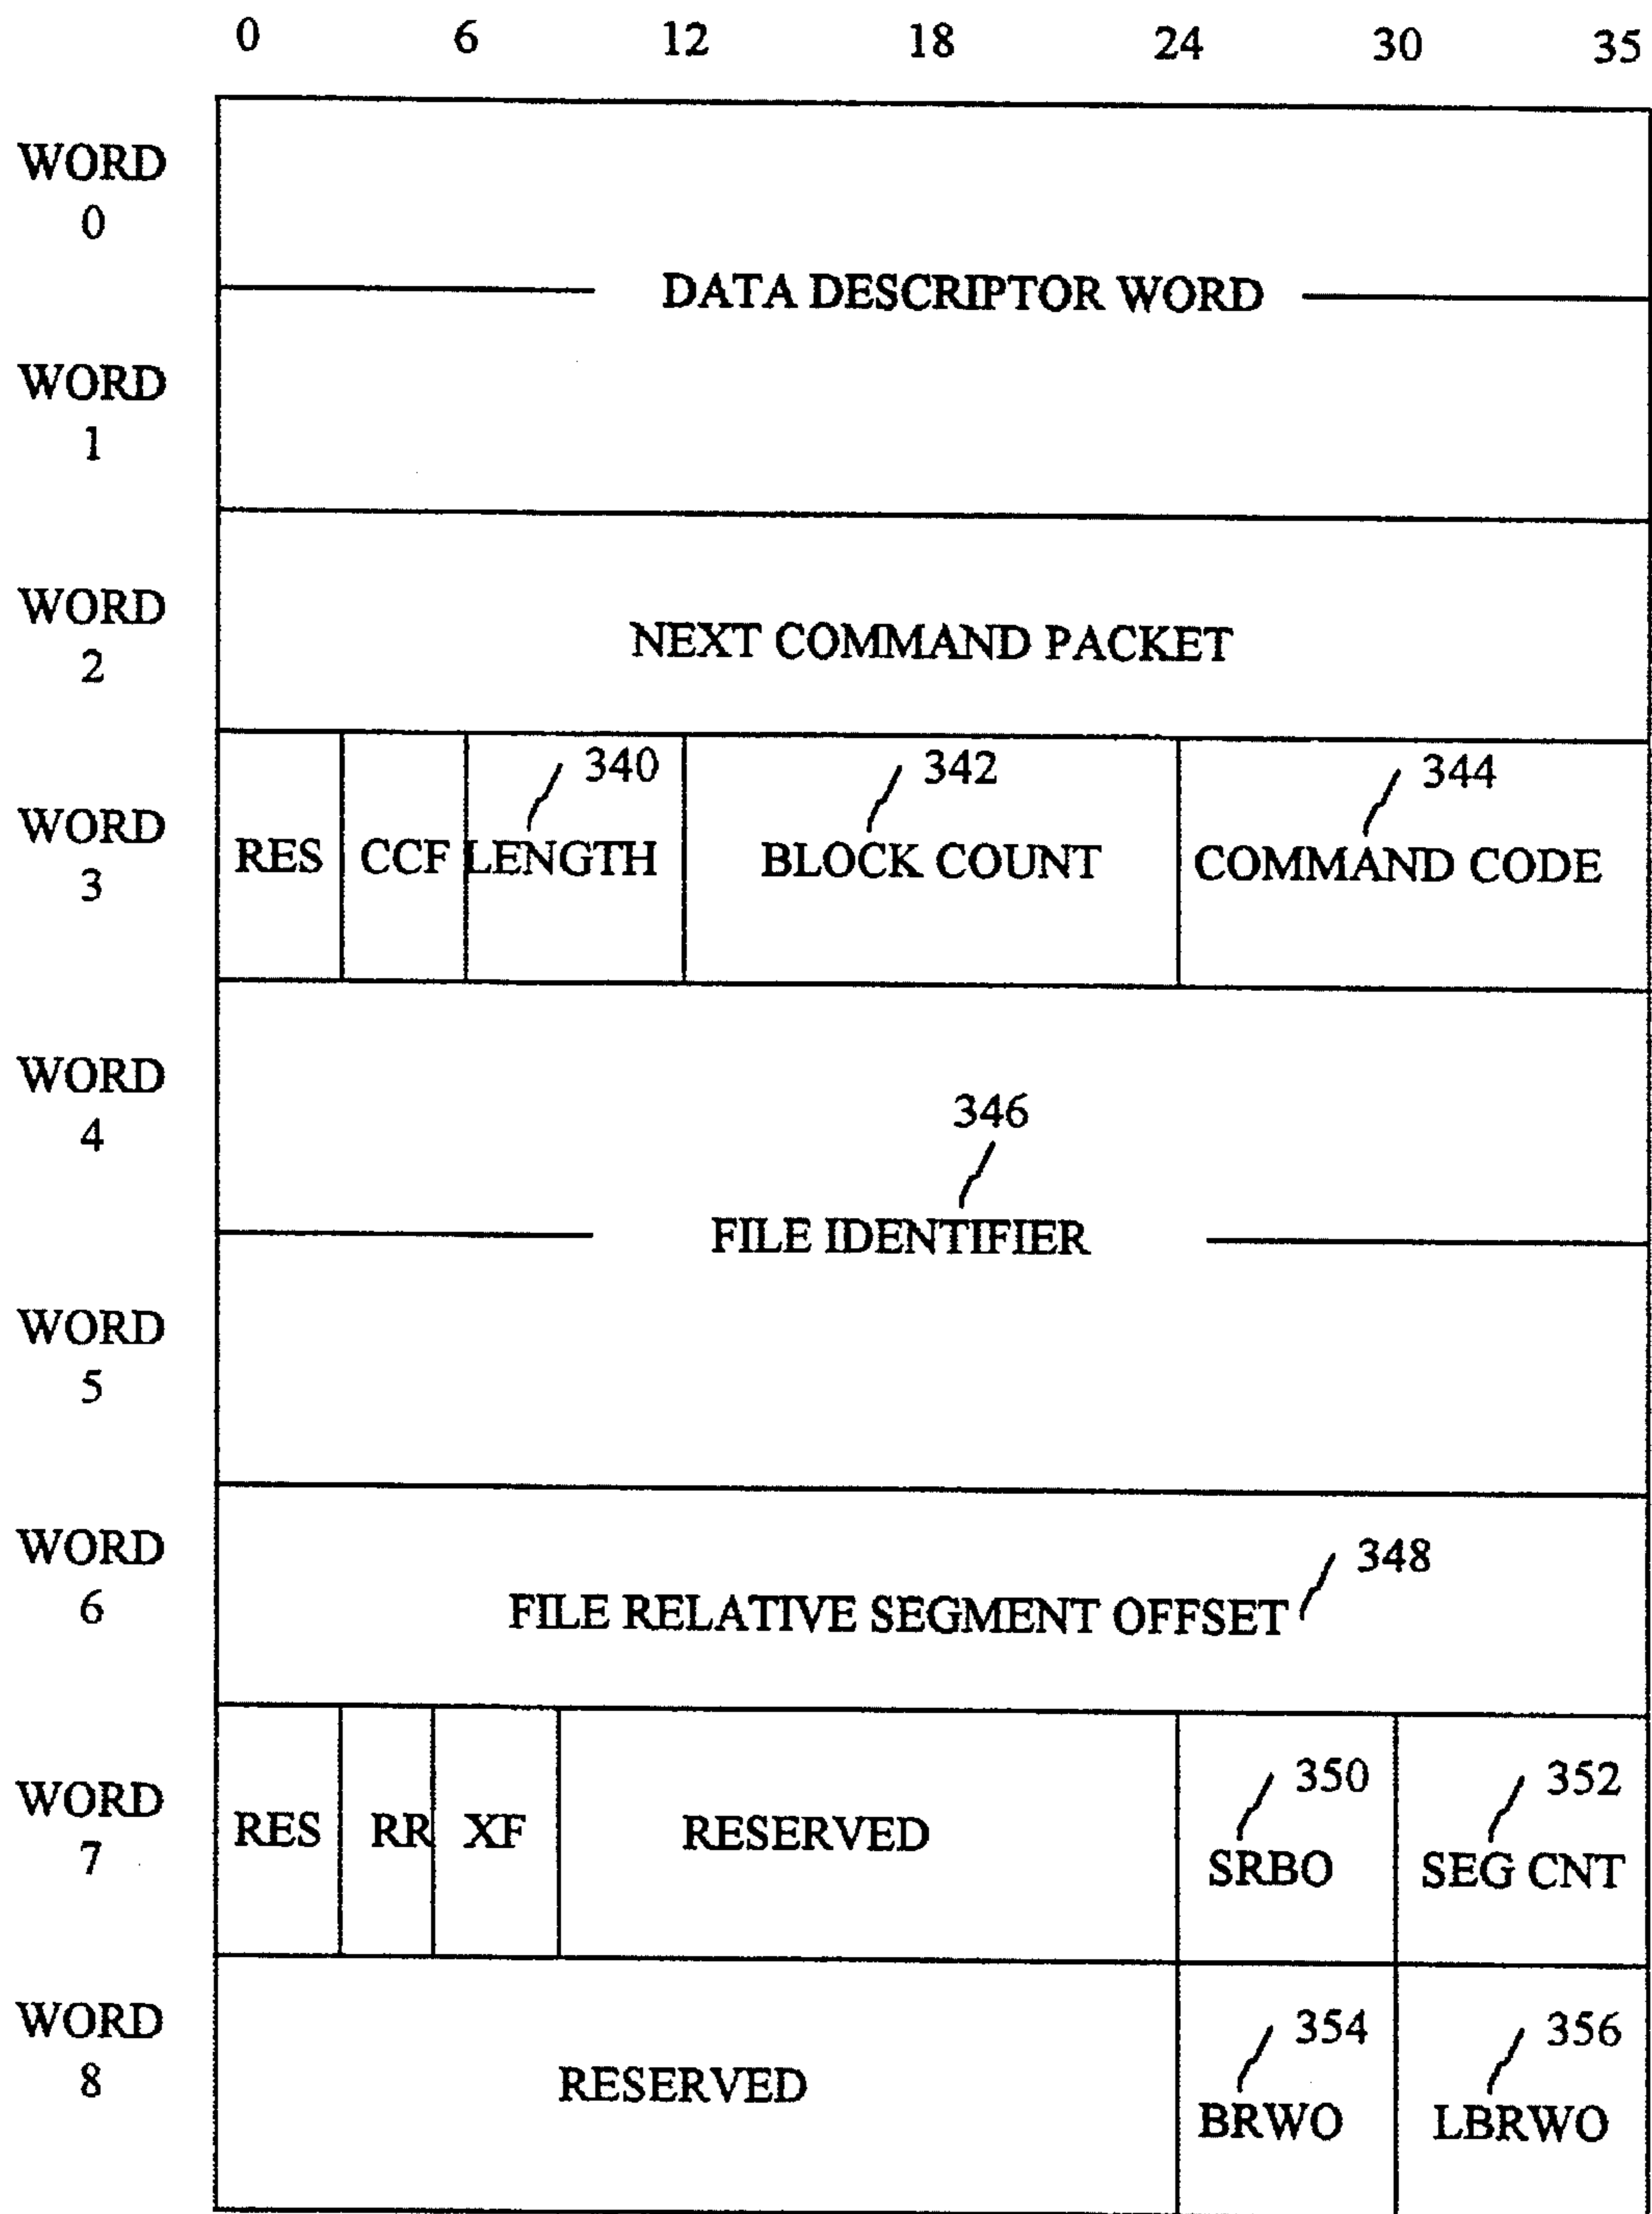 0 6 12 18 24 30 35
WORD
0
DATA DESCRIPTOR WORD
WORD
1
WORD
2
NEXT COMMAND PACKET
WORD
3
340 342 344
RES CCF LENGTH BLOCK COUNT COMMAND CODE
WORD
4
346
FILE IDENTIFIER
WORD
5
WORD
6
348
FILE RELATIVE SEGMENT OFFSET
WORD
7
350 352
RES RR XF RESERVED SRBO SEG CNT
WORD
8
354 356
RESERVED BRWO LBRWO